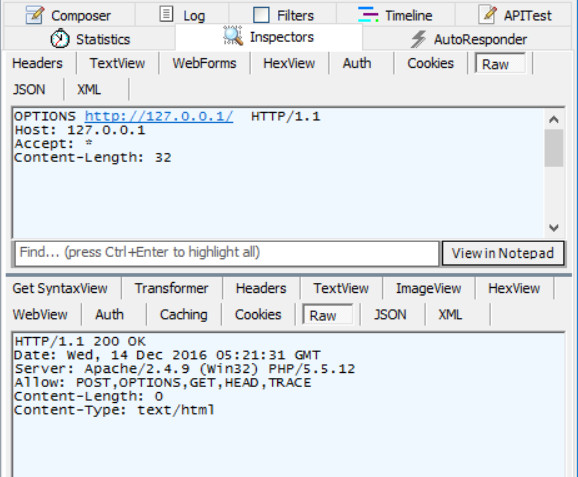 Composer Log Filters Timeline APITest
Statistics Inspectors AutoResponder
Headers TextView WebForms HexView Auth Cookies Raw
JSON XML
OPTIONS http://127.0.0.1/ HTTP/1.1
Host: 127.0.0.1
Accept: *
Content-Length: 32
Find... (press Ctrl+Enter to highlight all) View in Notepad
Get SyntaxView Transformer Headers TextView ImageView HexView
WebView Auth Caching Cookies Raw JSON XML
HTTP/1.1 200 OK
Date: Wed, 14 Dec 2016 05:21:31 GMT
Server: Apache/2.4.9 (Win32) PHP/5.5.12
Allow: POST,OPTIONS,GET,HEAD,TRACE
Content-Length: 0
Content-Type: text/html